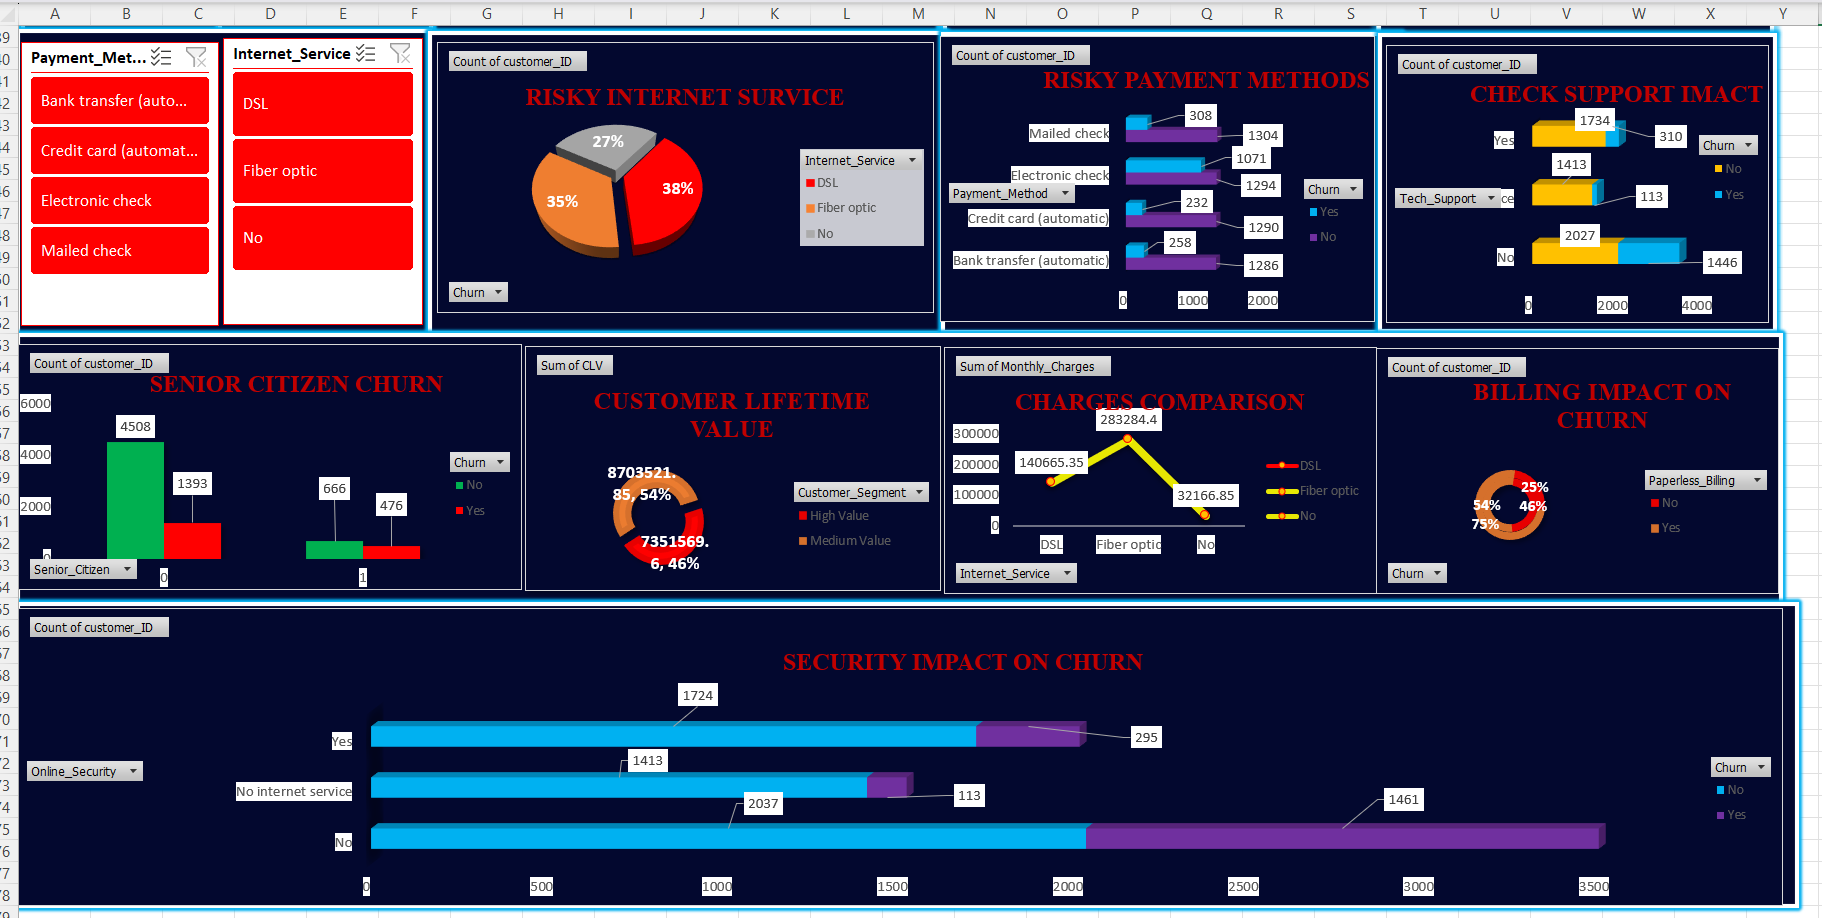 A B C D E F G H I J K L M N O P Q R S T U V W X Y
Payment_Met...
Bank transfer (auto...
Credit card (automat...
Electronic check
Mailed check
Internet_Service
DSL
Fiber optic
No
Count of customer_ID
RISKY INTERNET SURVICE
27%
35%
38%
Internet_Service
DSL
Fiber optic
No
Churn
Count of customer_ID
RISKY PAYMENT METHODS
308
Mailed check
1304
1071
Electronic check
1294
Payment_Method
232
Credit card (automatic)
1290
258
Bank transfer (automatic)
1286
0 1000 2000
Churn
Yes
No
Count of customer_ID
CHECK SUPPORT IMACT
1734
Yes
310
1413
Tech_Support
ce
113
2027
No
1446
0 2000 4000
Churn
No
Yes
Count of customer_ID
SENIOR CITIZEN CHURN
6000
4508
4000
1393
2000
666
476
0
Senior_Citizen
0 1
Churn
No
Yes
Sum of CLV
CUSTOMER LIFETIME
VALUE
8703521.
85, 54%
7351569.
6, 46%
Customer_Segment
High Value
Medium Value
Sum of Monthly_Charges
CHARGES COMPARISON
283284.4
300000
200000
140665.35
100000
32166.85
0
DSL Fiber optic No
Internet_Service
DSL
Fiber optic
No
Count of customer_ID
BILLING IMPACT ON
CHURN
25%
54% 46%
75%
Paperless_Billing
No
Yes
Churn
Count of customer_ID
SECURITY IMPACT ON CHURN
1724
Yes
295
1413
Online_Security
No internet service
113
2037
1461
No
0 500 1000 1500 2000 2500 3000 3500
Churn
No
Yes